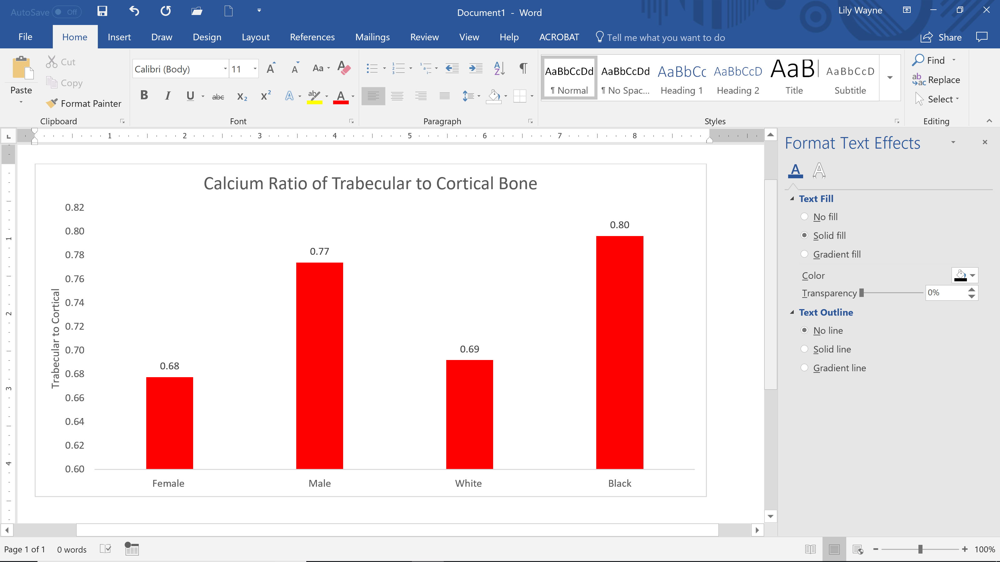 AutoSave Off
Document1 - Word
Lily Wayne
File Home Insert Draw Design Layout References Mailings Review View Help ACROBAT Tell me what you want to do Share
Paste
Cut
Copy
Format Painter
Clipboard
Calibri (Body) 11
Font
Paragraph
AaBbCcDd AaBbCcDd AaBbCc AaBbCcD AaB AaBbCcD
¶ Normal ¶ No Spac... Heading 1 Heading 2 Title Subtitle
Styles
Find
Replace
Select
Editing
1 2 3 4 5 6 7 8
1
2
3
4
Calcium Ratio of Trabecular to Cortical Bone
Trabecular to Cortical
0.82
0.80
0.78
0.76
0.74
0.72
0.70
0.68
0.66
0.64
0.62
0.60
0.68
0.77
0.69
0.80
Female Male White Black
Format Text Effects
Text Fill
No fill
Solid fill
Gradient fill
Color
Transparency 0%
Text Outline
No line
Solid line
Gradient line
Page 1 of 1 0 words
100%